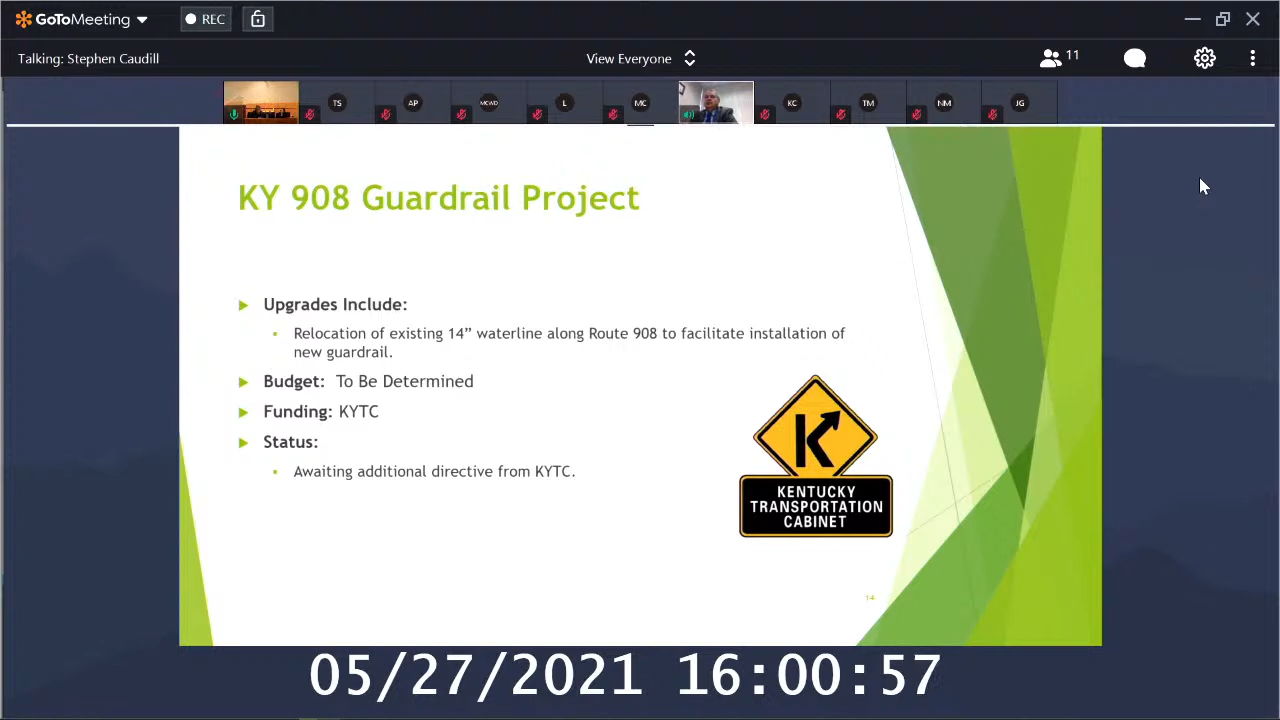 GoToMeeting
REC
Talking: Stephen Caudill
View Everyone
11
TS
AP
MCWD
L
MC
KC
TM
NM
JG
KY 908 Guardrail Project
Upgrades Include:
Relocation of existing 14” waterline along Route 908 to facilitate installation of
new guardrail.
Budget: To Be Determined
Funding: KYTC
Status:
Awaiting additional directive from KYTC.
K
KENTUCKY
TRANSPORTATION
CABINET
14
05/27/2021 16:00:57